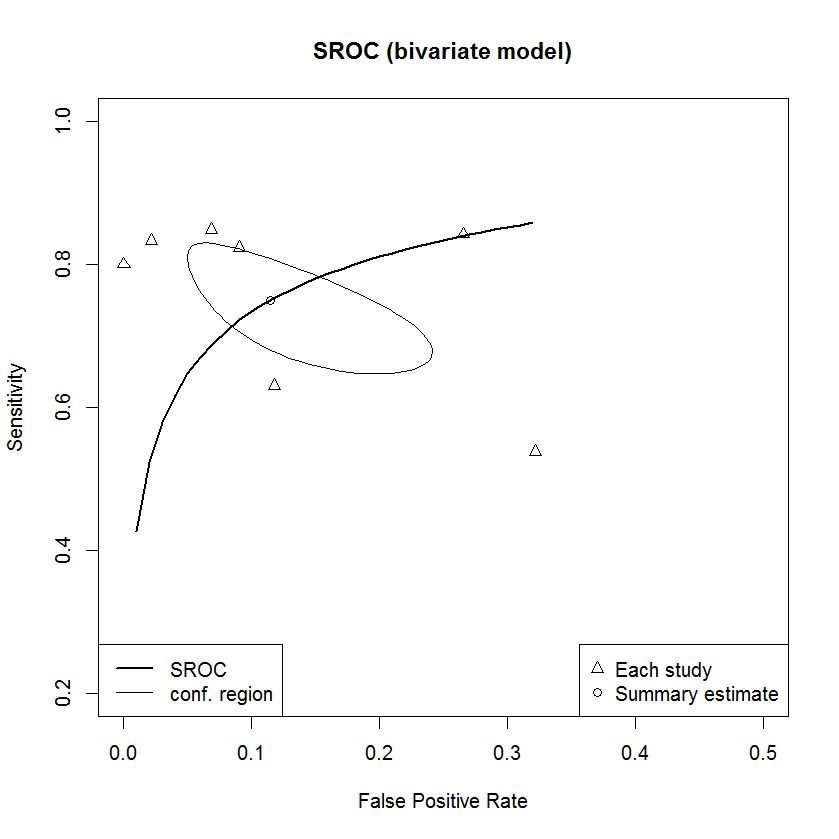 SROC (bivariate model)
1.0
0.8
0.6
0.4
0.2
Sensitivity
SROC
conf. region
Each study
Summary estimate
0.0 0.1 0.2 0.3 0.4 0.5
False Positive Rate